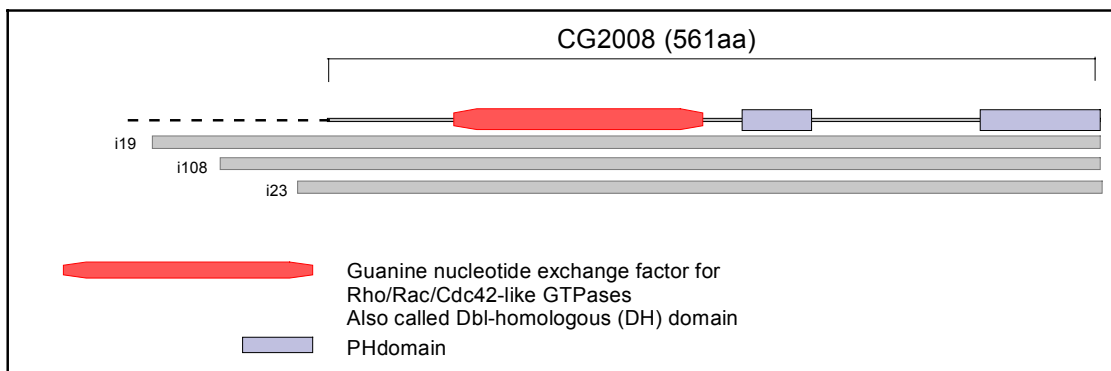 CG2008 (561aa)
i19
i108
i23
Guanine nucleotide exchange factor for
Rho/Rac/Cdc42-like GTPases
Also called Dbl-homologous (DH) domain
PHdomain